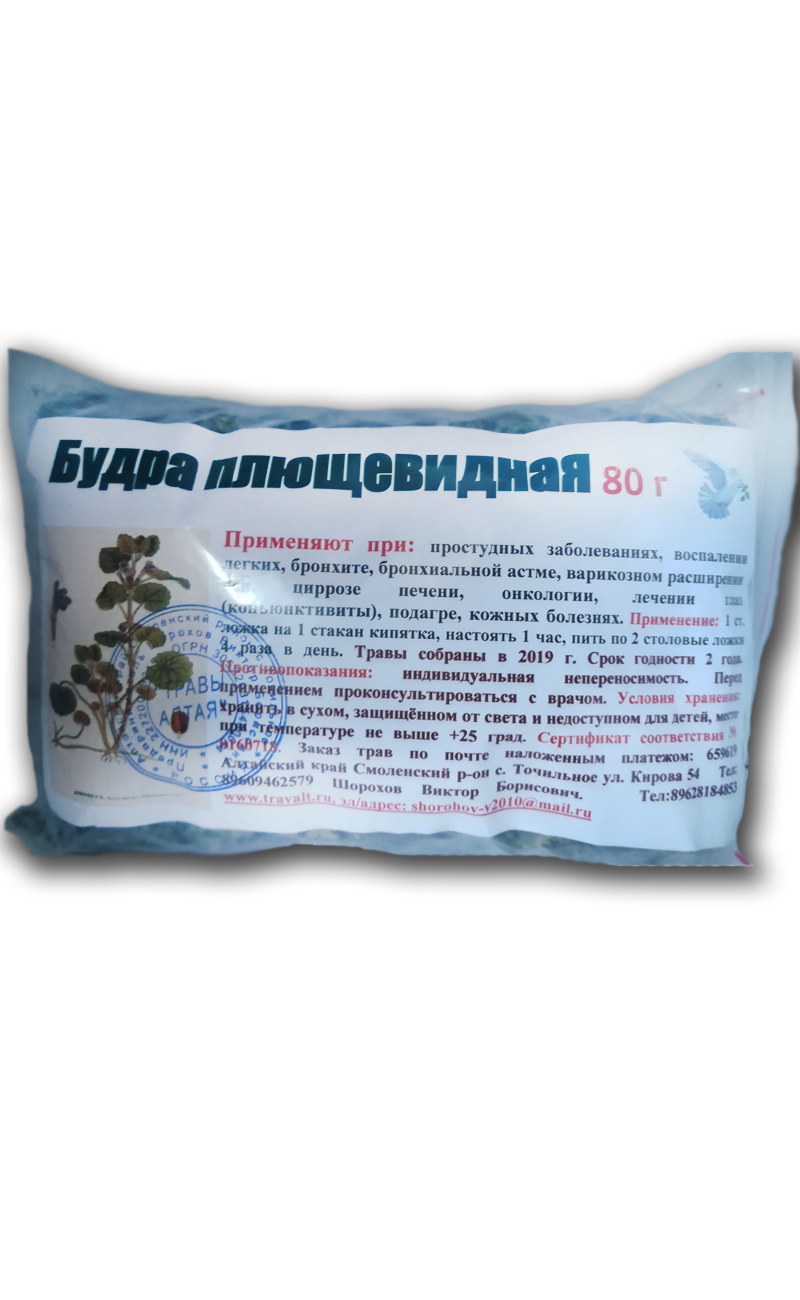 Будра плющевидная 80 г
Применяют при: простудных заболеваниях, воспалении
легких, бронхите, бронхиальной астме, варикозном расширении
циррозе печени, онкологии, лечении глаз
(конъюнктивиты), подагре, кожных болезнях. Применение: 1 ст.
ложка на 1 стакан кипятка, настоять 1 час, пить по 2 столовые ложки
4 раза в день. Травы собраны в 2019 г. Срок годности 2 года.
Противопоказания: индивидуальная непереносимость. Перед
применением проконсультироваться с врачом. Условия хранения:
хранить в сухом, защищённом от света и недоступном для детей, месте
при температуре не выше +25 град. Сертификат соответствия №
0160718. Заказ трав по почте наложенным платежом: 659619
Алтайский край Смоленский р-он с. Точильное ул. Кирова 54 Тел:
89609462579 Шорохов Виктор Борисович. Тел:89628184853
www.travalt.ru, эл/адрес: shorohov-v2010@mail.ru
ТРАВЫ
АЛТАЯ